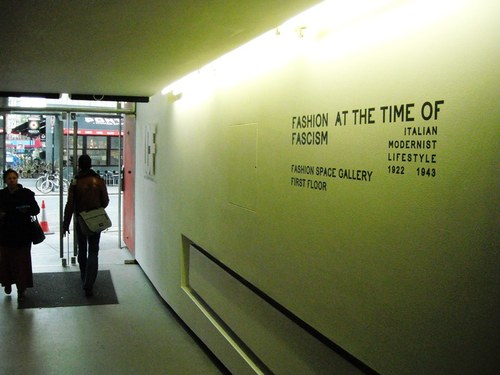 FASHION AT THE TIME OF
FASCISM
ITALIAN
MODERNIST
LIFESTYLE
1922 1943
FASHION SPACE GALLERY
FIRST FLOOR